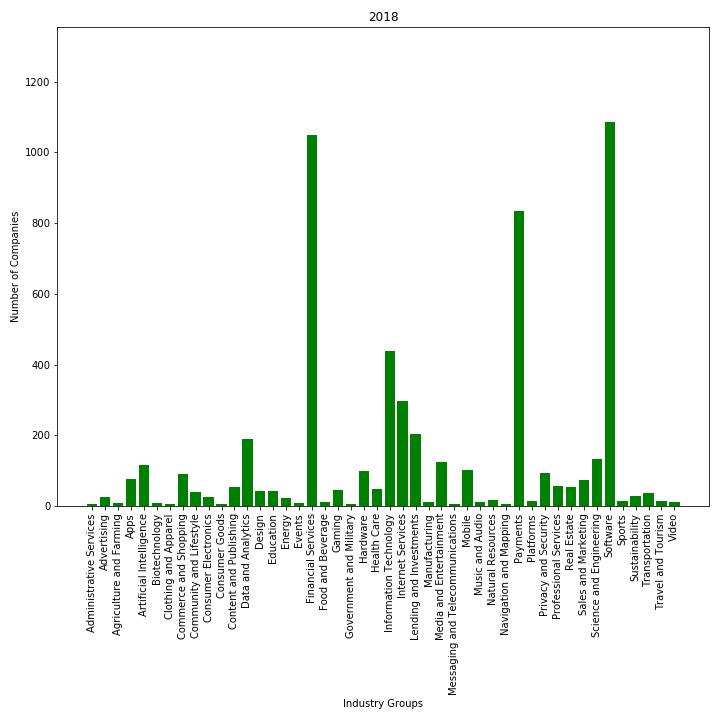 2018
1200
1000
800
600
400
200
0
Number of Companies
Administrative Services
Advertising
Agriculture and Farming
Apps
Artificial Intelligence
Biotechnology
Clothing and Apparel
Commerce and Shopping
Community and Lifestyle
Consumer Electronics
Consumer Goods
Content and Publishing
Data and Analytics
Design
Education
Energy
Events
Financial Services
Food and Beverage
Gaming
Government and Military
Hardware
Health Care
Information Technology
Internet Services
Lending and Investments
Manufacturing
Media and Entertainment
Messaging and Telecommunications
Mobile
Music and Audio
Natural Resources
Navigation and Mapping
Payments
Platforms
Privacy and Security
Professional Services
Real Estate
Sales and Marketing
Science and Engineering
Software
Sports
Sustainability
Transportation
Travel and Tourism
Video
Industry Groups